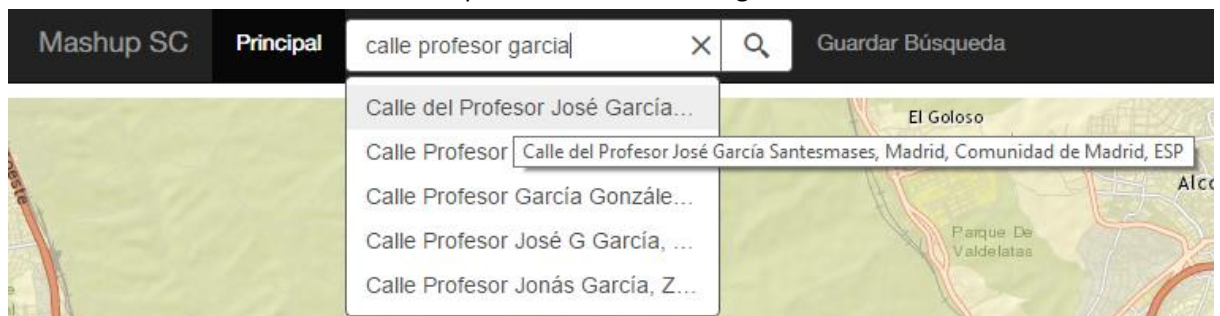 Mashup SC Principal calle profesor garcia Guardar Búsqueda
Calle del Profesor José García...
El Goloso
Calle Profesor
Calle del Profesor José García Santesmases, Madrid, Comunidad de Madrid, ESP
Calle Profesor García Gonzále...
Calle Profesor José G García, ...
Parque De
Valdelatas
Calle Profesor Jonás García, Z...